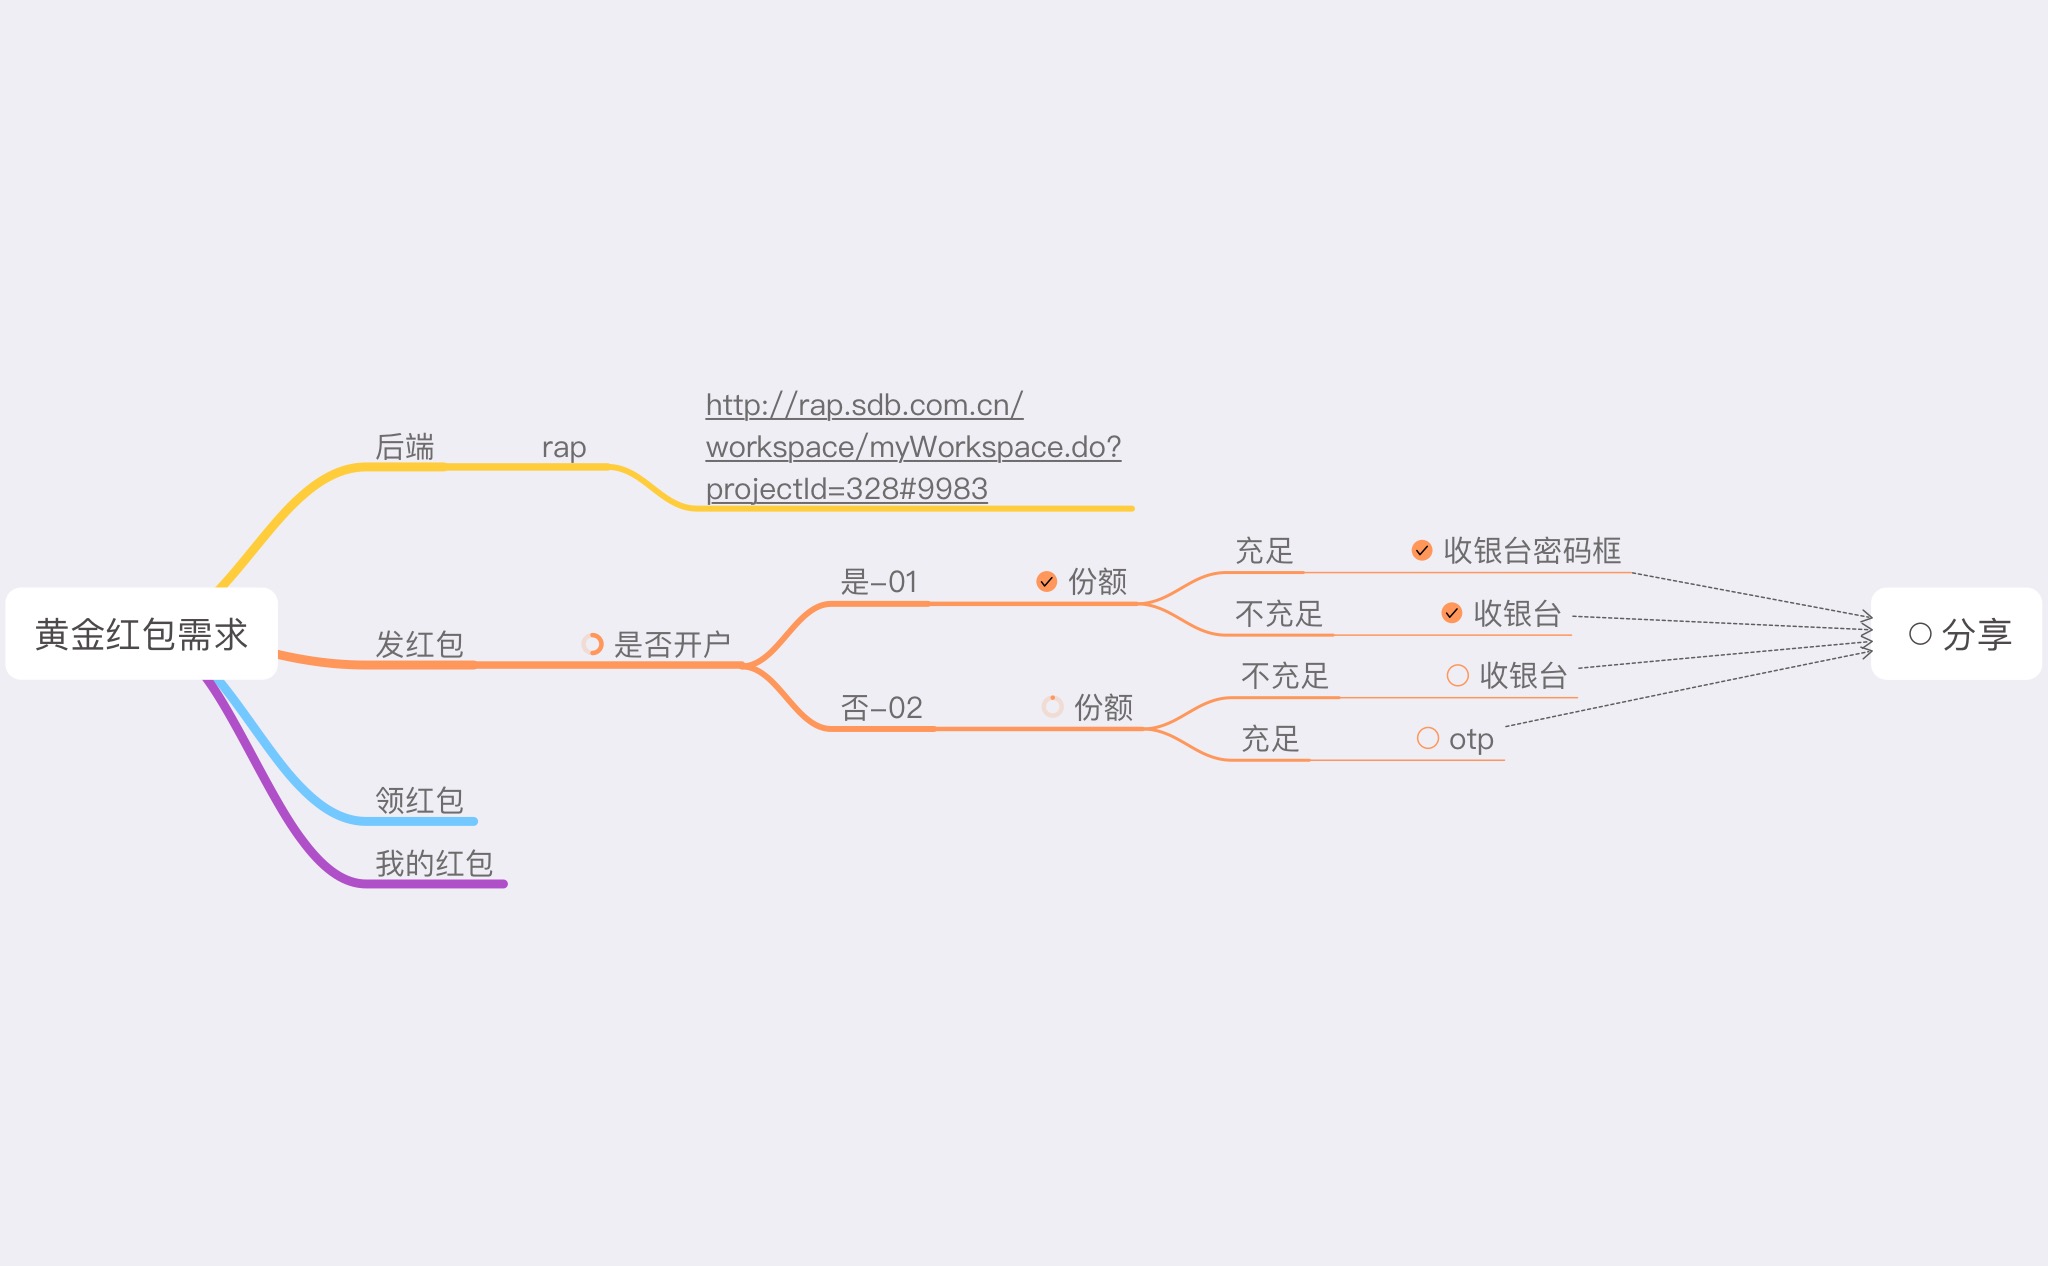 黄金红包需求
后端
rap
http://rap.sdb.com.cn/
workspace/myWorkspace.do?
projectId=328#9983
发红包
是否开户
是-01
份额
充足
收银台密码框
不充足
收银台
否-02
份额
不充足
收银台
充足
otp
分享
领红包
我的红包